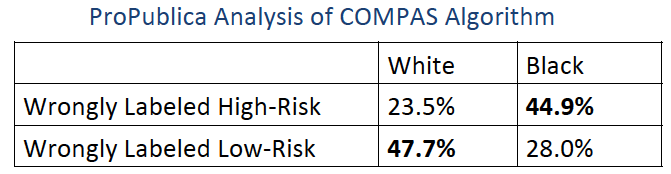 ProPublica Analysis of COMPAS Algorithm
White Black
Wrongly Labeled High-Risk 23.5% 44.9%
Wrongly Labeled Low-Risk 47.7% 28.0%